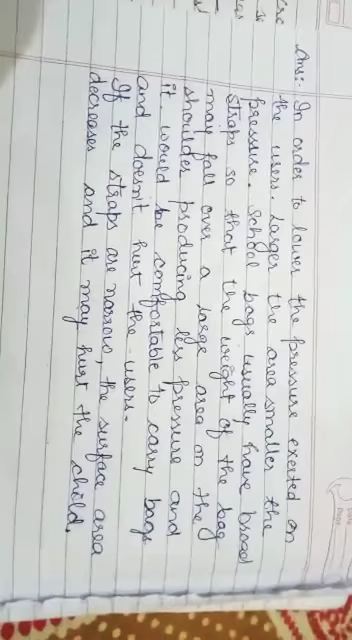 Ans:- In order to lower the pressure exerted on
the users. Larger the area smaller the
pressure. School bags usually have broad
straps so that the weight of the bag
may fall over a large area on the
shoulder producing less pressure and
it would be comfortable to carry bags
and doesn't hurt the users.
If the straps are narrow, the surface area
decreases and it may hurt the child.